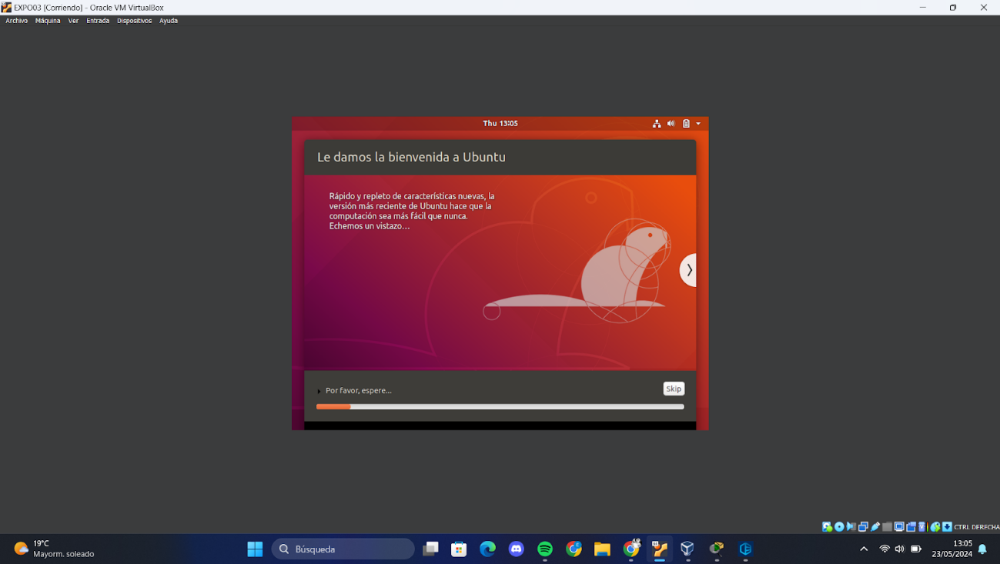 EXPO03 [Corriendo] - Oracle VM VirtualBox
Archivo Máquina Ver Entrada Dispositivos Ayuda
Thu 13:05
Le damos la bienvenida a Ubuntu
Rápido y repleto de características nuevas, la
versión más reciente de Ubuntu hace que la
computación sea más fácil que nunca.
Echemos un vistazo...
Por favor, espere...
Skip
CTRL DERECHA
19°C
Mayorm. soleado
Búsqueda
13:05
23/05/2024